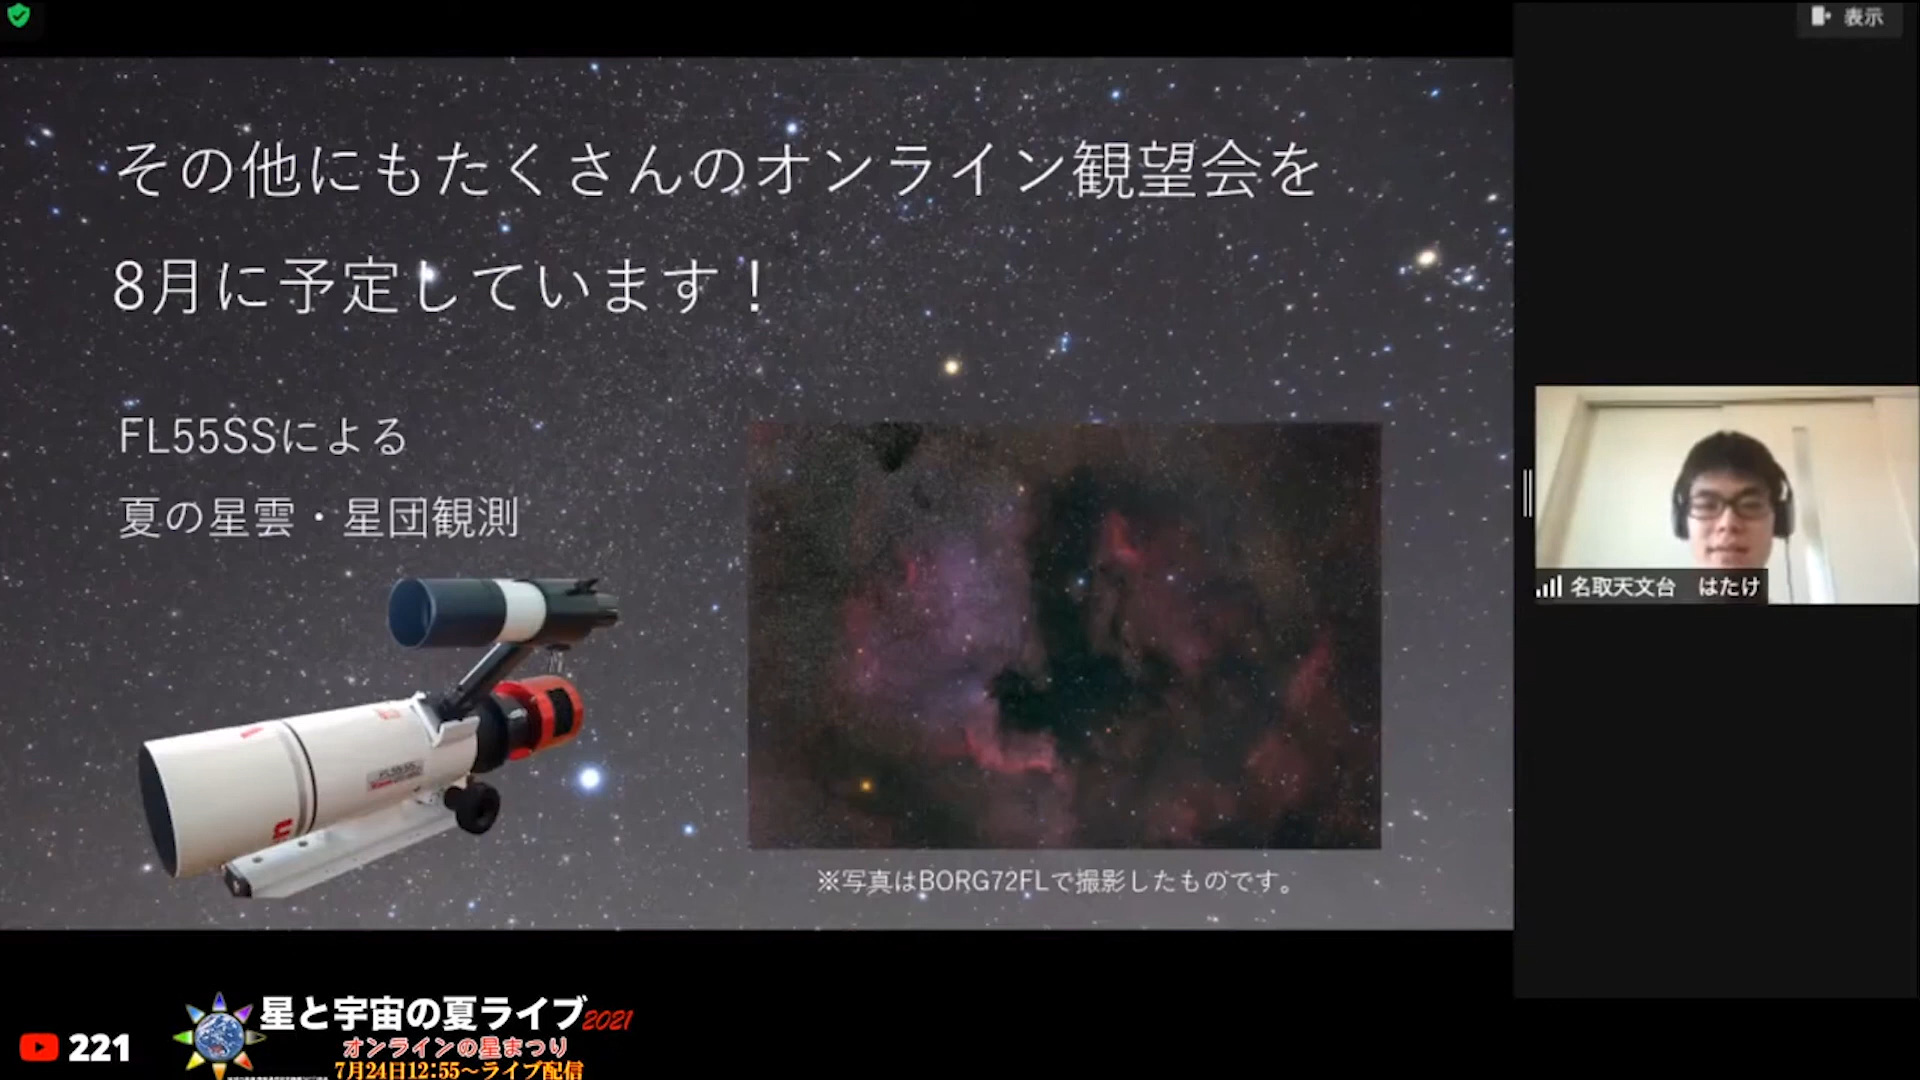 表示
その他にもたくさんのオンライン観望会を
8月に予定しています！
FL55SSによる
夏の星雲・星団観測
※写真はBORG72FLで撮影したものです。
名取天文台　はたけ
221
星と宇宙の夏ライブ2021
オンラインの星まつり
7月24日12:55～ライブ配信